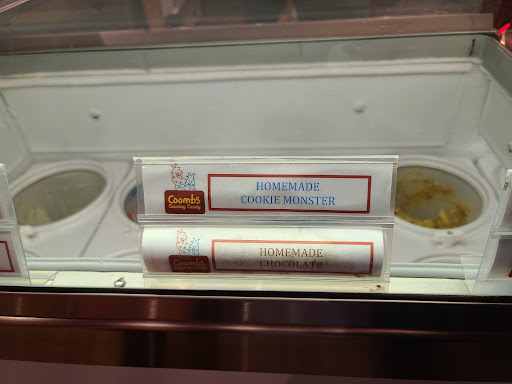 Coombs
Country Candy
HOMEMADE
COOKIE MONSTER
Coombs
HOMEMADE
CHOCOLATE